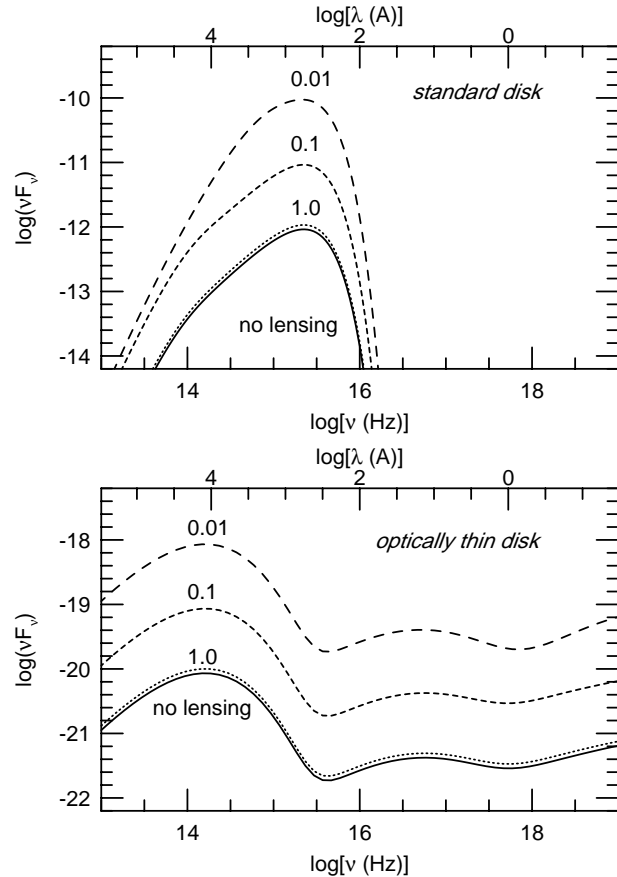 log[λ (A)]
4 2 0
0.01
standard disk
-10
0.1
-11
1.0
-12
log(νFν)
-13
no lensing
-14
14 16 18
log[ν (Hz)]
log[λ (A)]
4 2 0
0.01
optically thin disk
-18
0.1
-19
1.0
-20
log(νFν)
no lensing
-21
-22
14 16 18
log[ν (Hz)]